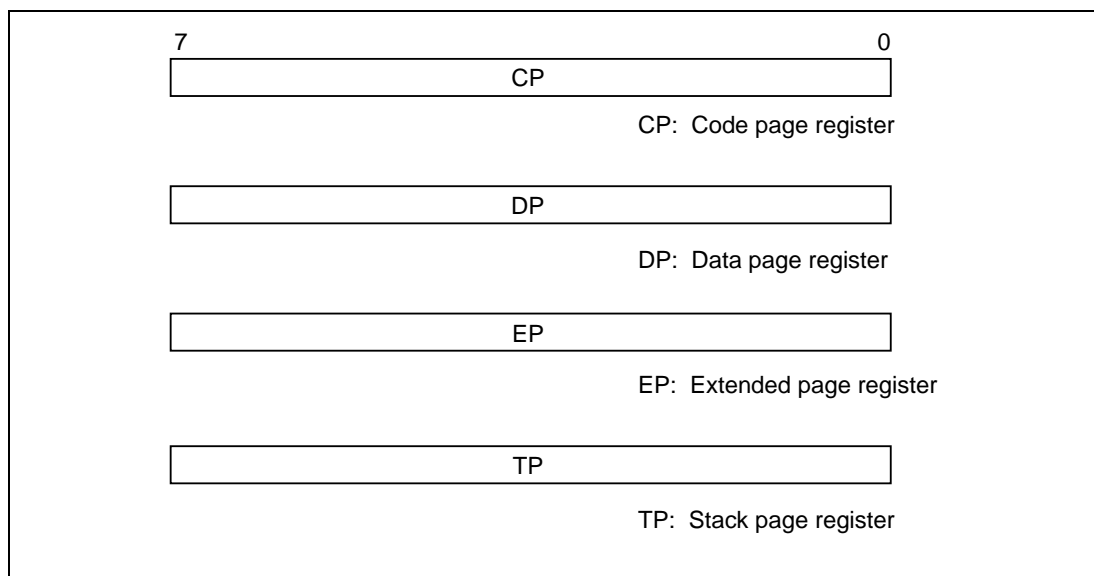 7 0
CP
CP: Code page register
DP
DP: Data page register
EP
EP: Extended page register
TP
TP: Stack page register